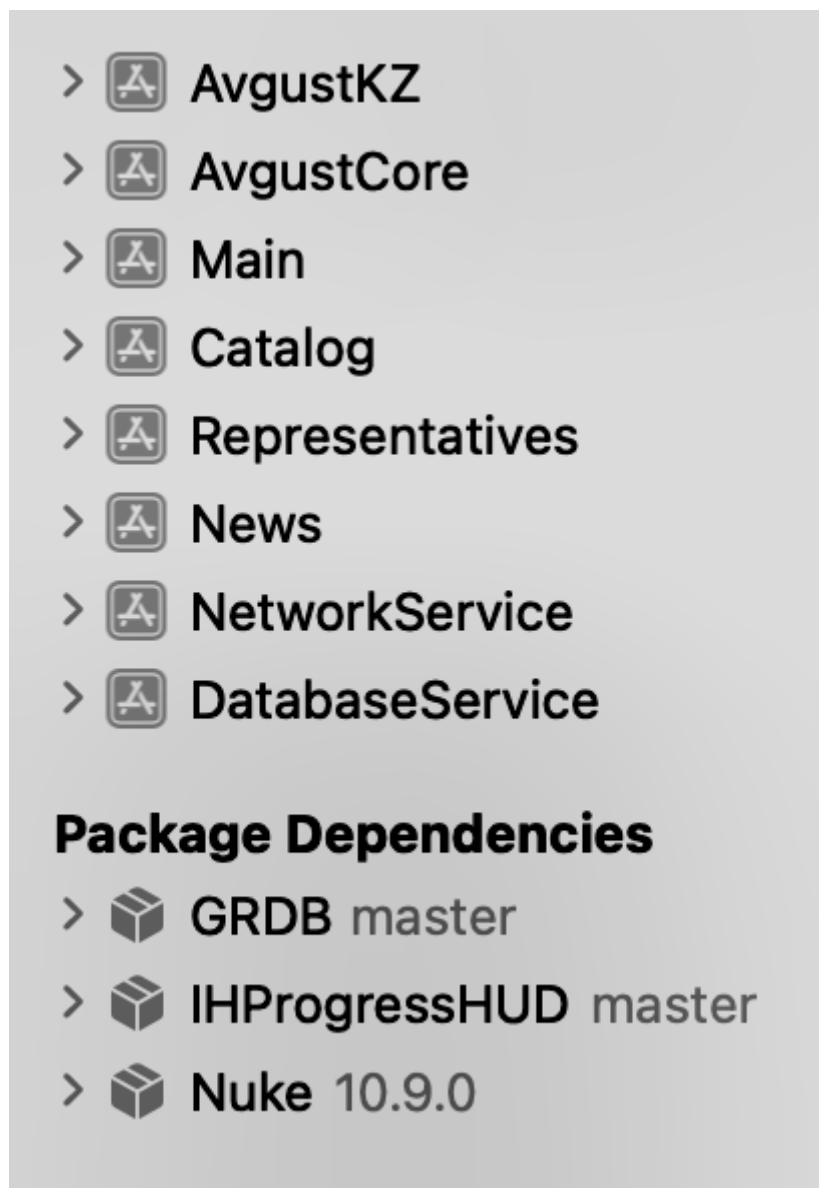 AvgustKZ
AvgustCore
Main
Catalog
Representatives
News
NetworkService
DatabaseService
Package Dependencies
GRDB master
IHProgressHUD master
Nuke 10.9.0